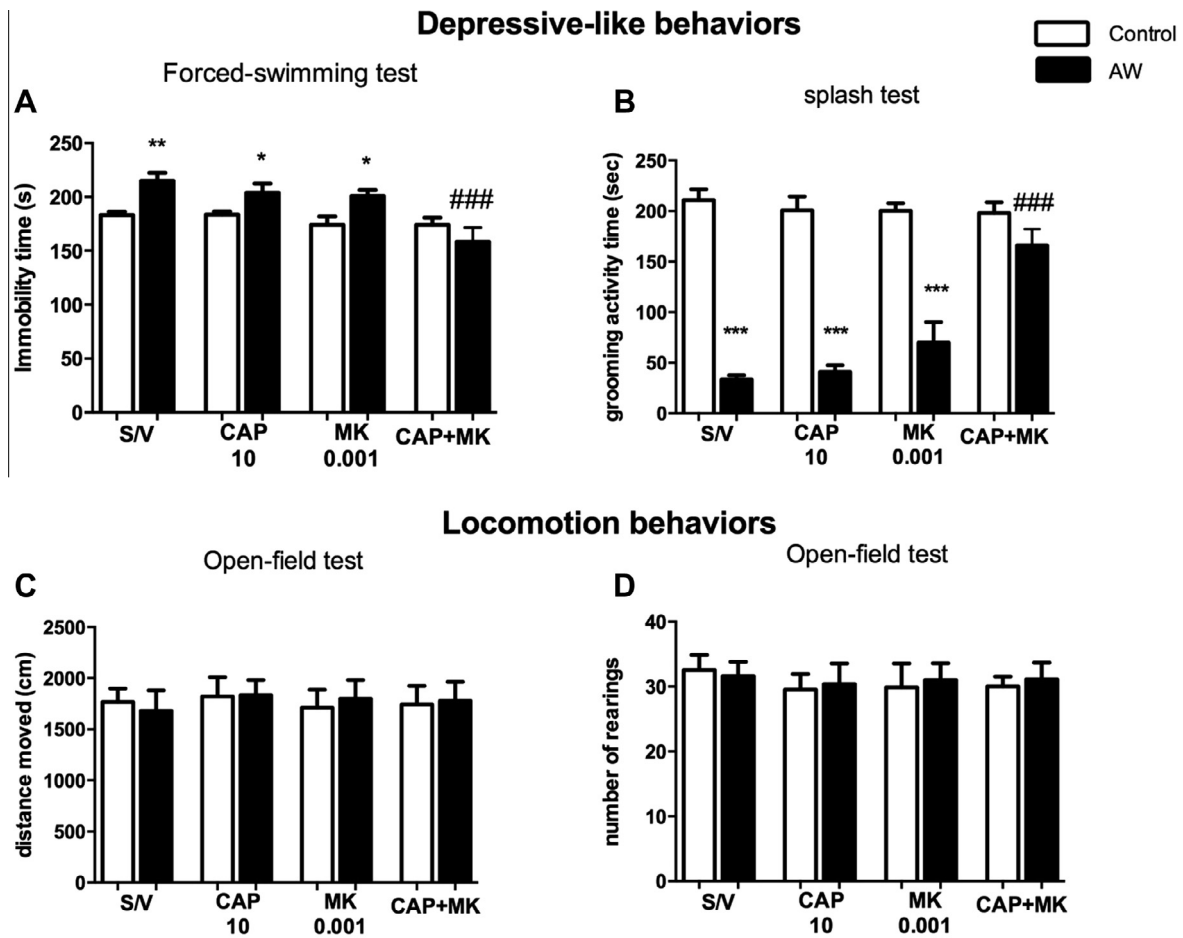 Depressive-like behaviors
Control
AW
Forced-swimming test
A
Immobility time (s)
250
200
150
100
50
0
**
*
*
###
S/V
CAP
10
MK
0.001
CAP+MK
splash test
B
grooming activity time (sec)
250
200
150
100
50
0
***
***
***
###
S/V
CAP
10
MK
0.001
CAP+MK
Locomotion behaviors
Open-field test
C
distance moved (cm)
2500
2000
1500
1000
500
0
S/V
CAP
10
MK
0.001
CAP+MK
Open-field test
D
number of rearings
40
30
20
10
0
S/V
CAP
10
MK
0.001
CAP+MK